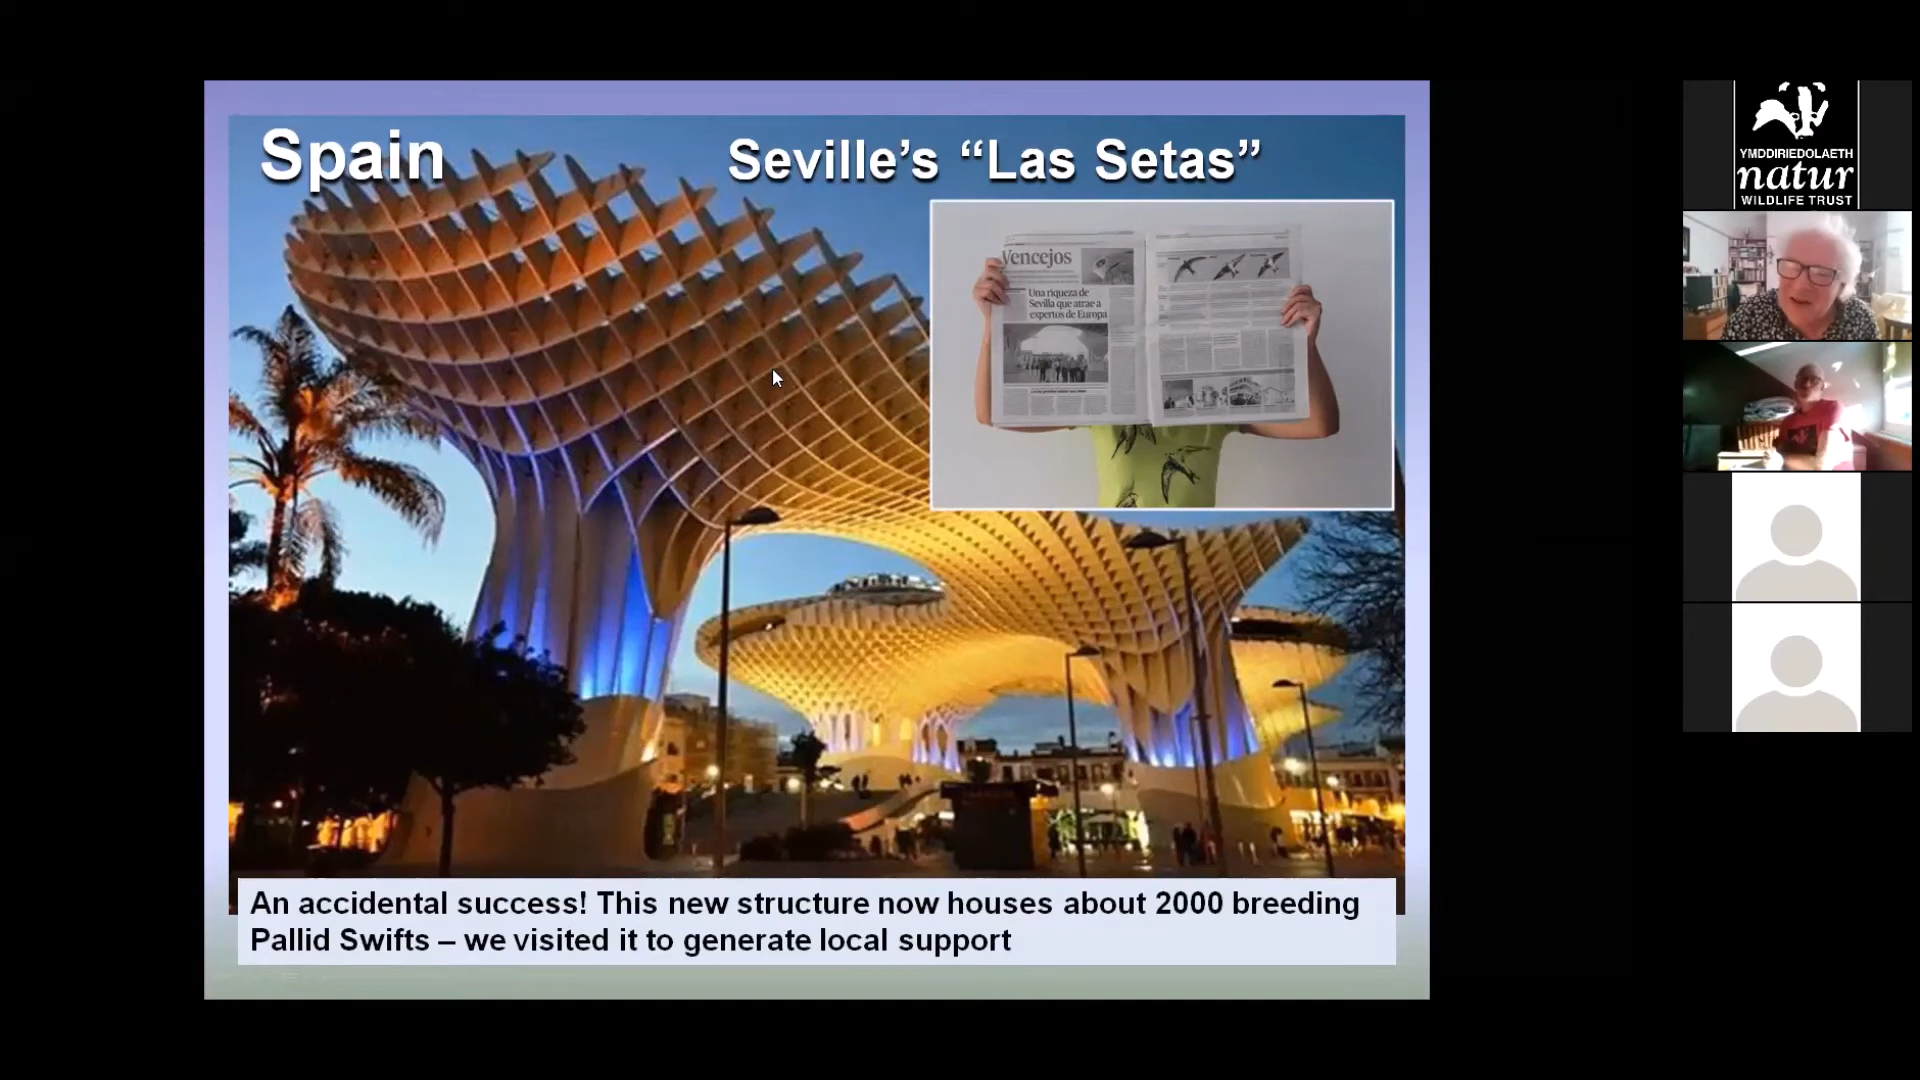 Spain
Seville’s “Las Setas”
Vencejos
Una riqueza de
Sevilla que atrae a
expertos de Europa
An accidental success! This new structure now houses about 2000 breeding
Pallid Swifts – we visited it to generate local support
YMDDIRIEDOLAETH
natur
WILDLIFE TRUST